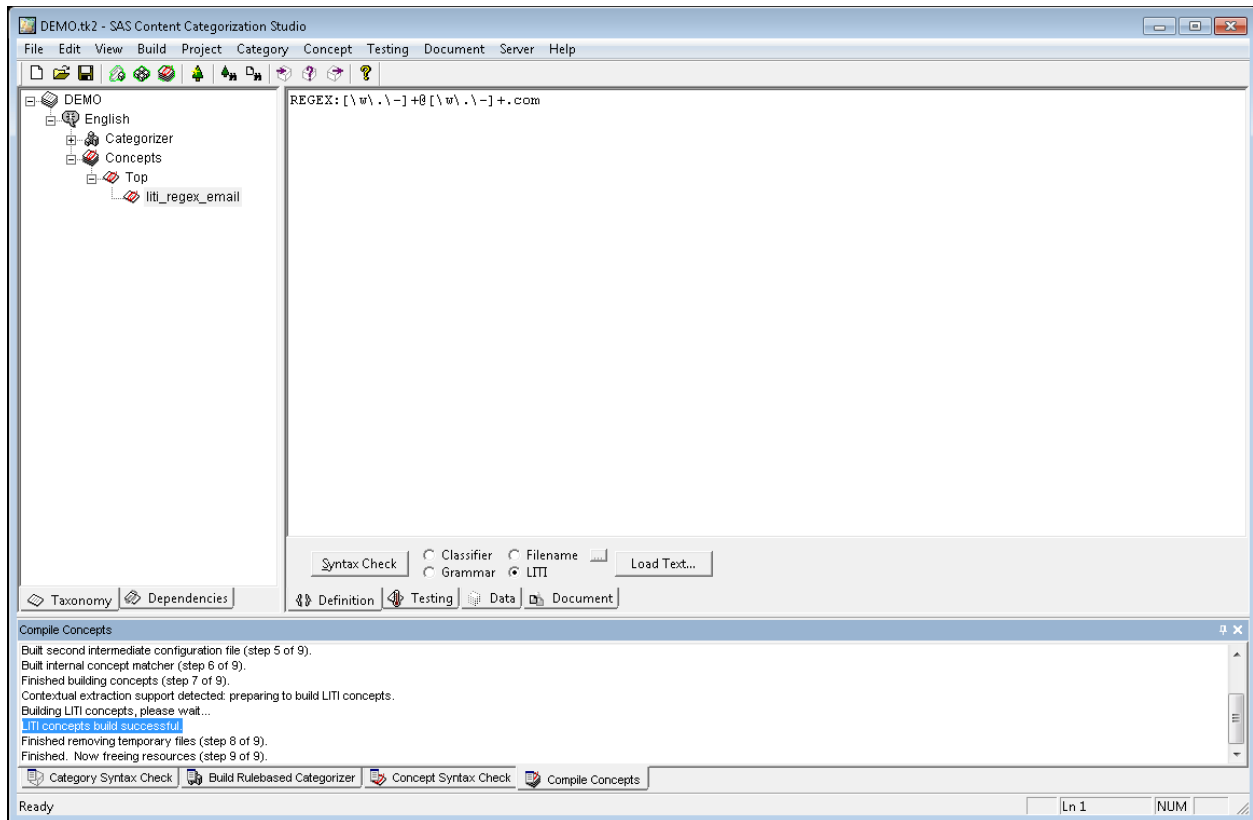 DEMO.tk2 - SAS Content Categorization Studio
File Edit View Build Project Category Concept Testing Document Server Help
DEMO
English
Categorizer
Concepts
Top
liti_regex_email
REGEX:[\w\.\-]+@[\w\.\-]+.com
Syntax Check
Classifier
Filename
...
Grammar
LITI
Load Text...
Taxonomy
Dependencies
Definition
Testing
Data
Document
Compile Concepts
Built second intermediate configuration file (step 5 of 9).
Built internal concept matcher (step 6 of 9).
Finished building concepts (step 7 of 9).
Contextual extraction support detected: preparing to build LITI concepts.
Building LITI concepts, please wait...
LITI concepts build successful.
Finished removing temporary files (step 8 of 9).
Finished. Now freeing resources (step 9 of 9).
Category Syntax Check
Build Rulebased Categorizer
Concept Syntax Check
Compile Concepts
Ready
Ln 1
NUM